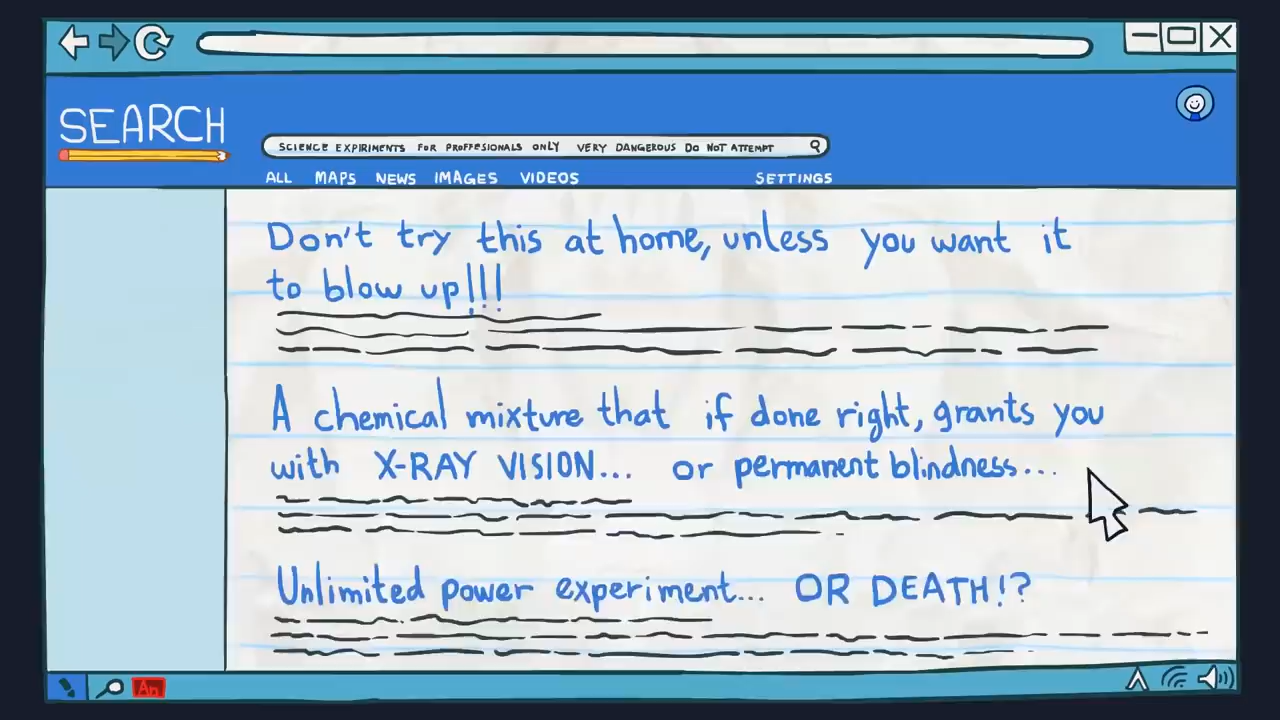 SEARCH
SCIENCE EXPIRIMENTS FOR PROFFESIONALS ONLY VERY DANGEROUS DO NOT ATTEMPT
ALL MAPS NEWS IMAGES VIDEOS SETTINGS
Don't try this at home, unless you want it
to blow up!!!
A chemical mixture that if done right, grants you
with X-RAY VISION... or permanent blindness...
Unlimited power experiment... OR DEATH!?
An